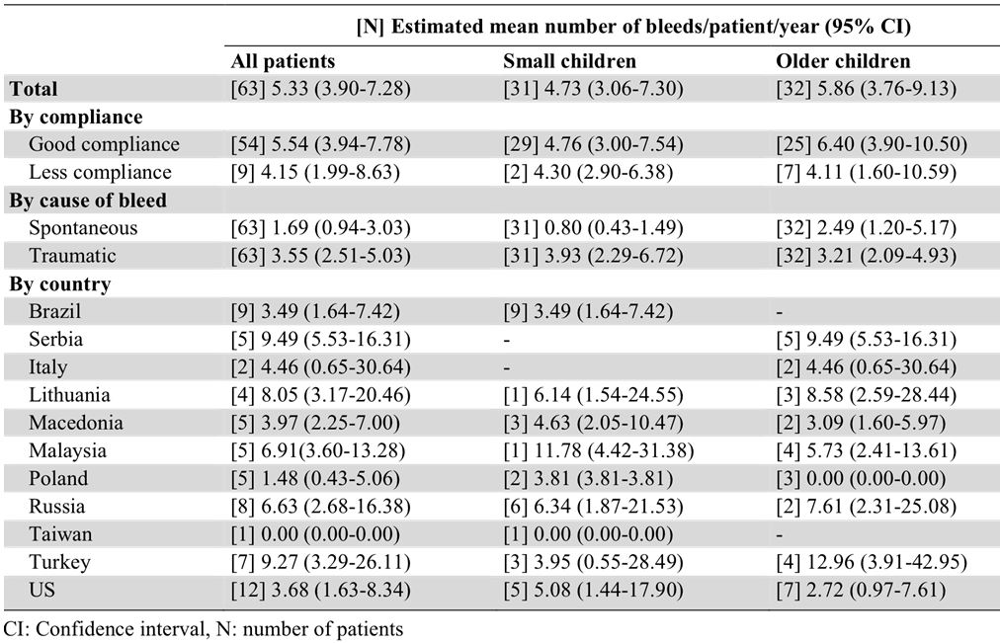 [N] Estimated mean number of bleeds/patient/year (95% CI)
All patients Small children Older children
Total [63] 5.33 (3.90-7.28) [31] 4.73 (3.06-7.30) [32] 5.86 (3.76-9.13)
By compliance
Good compliance [54] 5.54 (3.94-7.78) [29] 4.76 (3.00-7.54) [25] 6.40 (3.90-10.50)
Less compliance [9] 4.15 (1.99-8.63) [2] 4.30 (2.90-6.38) [7] 4.11 (1.60-10.59)
By cause of bleed
Spontaneous [63] 1.69 (0.94-3.03) [31] 0.80 (0.43-1.49) [32] 2.49 (1.20-5.17)
Traumatic [63] 3.55 (2.51-5.03) [31] 3.93 (2.29-6.72) [32] 3.21 (2.09-4.93)
By country
Brazil [9] 3.49 (1.64-7.42) [9] 3.49 (1.64-7.42) -
Serbia [5] 9.49 (5.53-16.31) - [5] 9.49 (5.53-16.31)
Italy [2] 4.46 (0.65-30.64) - [2] 4.46 (0.65-30.64)
Lithuania [4] 8.05 (3.17-20.46) [1] 6.14 (1.54-24.55) [3] 8.58 (2.59-28.44)
Macedonia [5] 3.97 (2.25-7.00) [3] 4.63 (2.05-10.47) [2] 3.09 (1.60-5.97)
Malaysia [5] 6.91(3.60-13.28) [1] 11.78 (4.42-31.38) [4] 5.73 (2.41-13.61)
Poland [5] 1.48 (0.43-5.06) [2] 3.81 (3.81-3.81) [3] 0.00 (0.00-0.00)
Russia [8] 6.63 (2.68-16.38) [6] 6.34 (1.87-21.53) [2] 7.61 (2.31-25.08)
Taiwan [1] 0.00 (0.00-0.00) [1] 0.00 (0.00-0.00) -
Turkey [7] 9.27 (3.29-26.11) [3] 3.95 (0.55-28.49) [4] 12.96 (3.91-42.95)
US [12] 3.68 (1.63-8.34) [5] 5.08 (1.44-17.90) [7] 2.72 (0.97-7.61)
CI: Confidence interval, N: number of patients